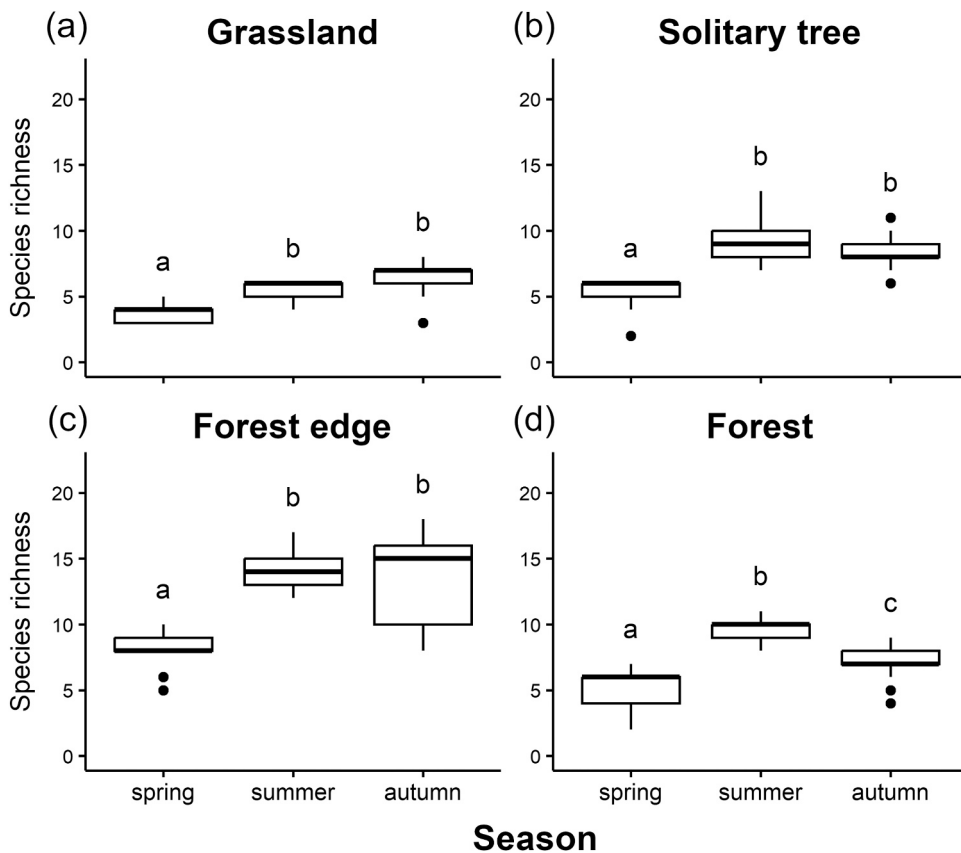 (a) Grassland
(b) Solitary tree
Species richness
20
15
10
5
0
a
b
b
a
b
b
(c) Forest edge
(d) Forest
Species richness
20
15
10
5
0
a
b
b
20
15
10
5
0
a
b
c
20
15
10
5
0
spring summer autumn
spring summer autumn
Season